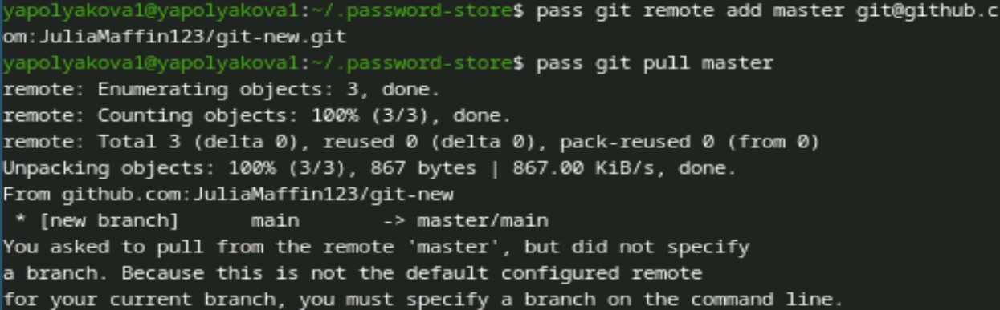 yapolyakova1@yapolyakova1:~/.password-store$ pass git remote add master git@github.c
om:JuliaMaffin123/git-new.git
yapolyakova1@yapolyakova1:~/.password-store$ pass git pull master
remote: Enumerating objects: 3, done.
remote: Counting objects: 100% (3/3), done.
remote: Total 3 (delta 0), reused 0 (delta 0), pack-reused 0 (from 0)
Unpacking objects: 100% (3/3), 867 bytes | 867.00 KiB/s, done.
From github.com:JuliaMaffin123/git-new
 * [new branch]      main       -> master/main
You asked to pull from the remote 'master', but did not specify
a branch. Because this is not the default configured remote
for your current branch, you must specify a branch on the command line.